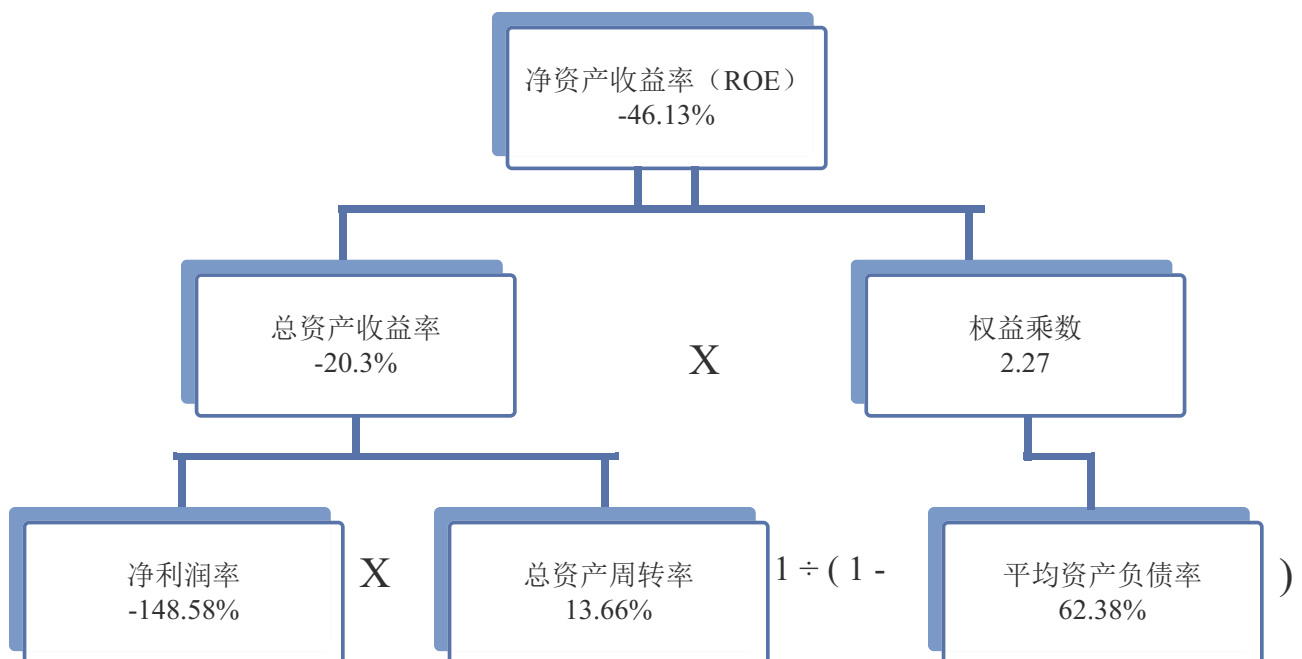 净资产收益率（ROE）
-46.13%
总资产收益率
-20.3%
X
权益乘数
2.27
净利润率
-148.58%
X
总资产周转率
13.66%
1 ÷ ( 1 -
平均资产负债率
62.38%
)